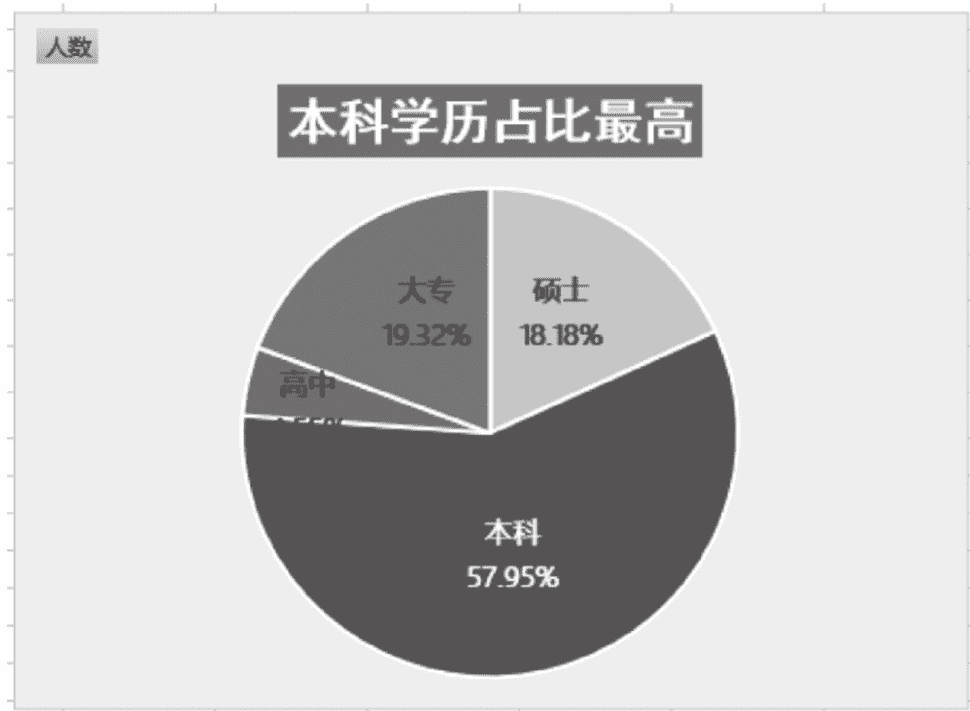 人数
本科学历占比最高
大专
19.32%
硕士
18.18%
高中
本科
57.95%